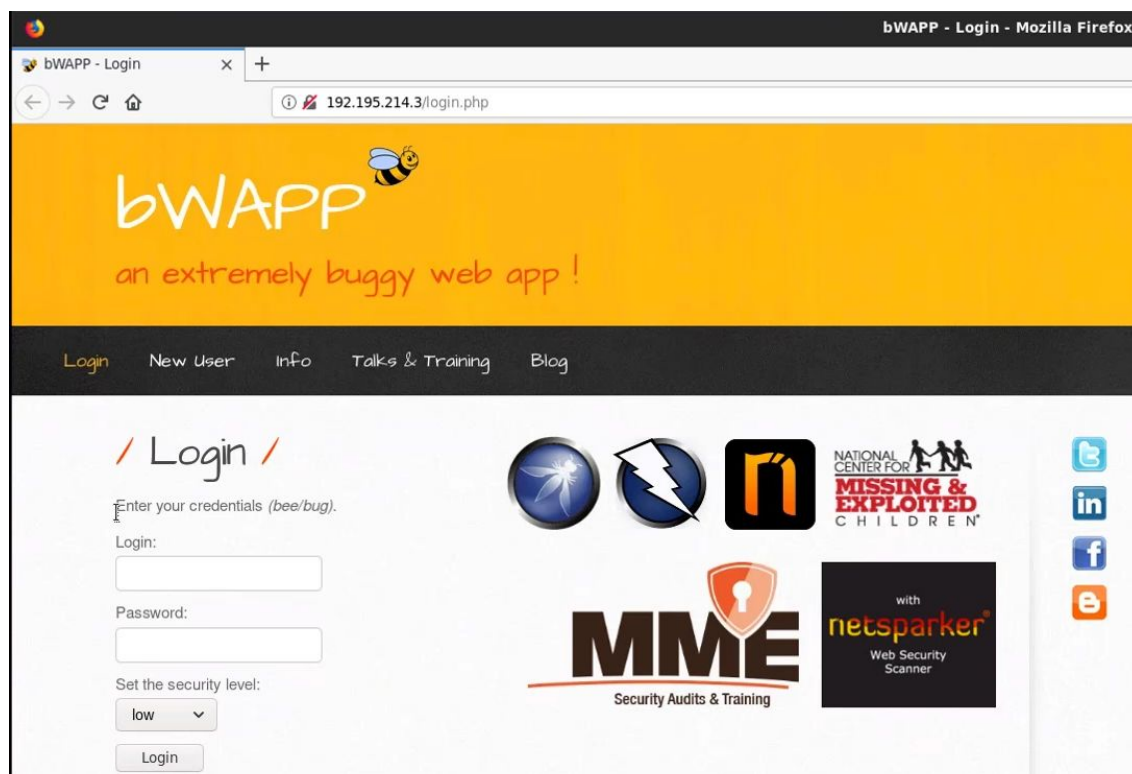 bWAPP - Login - Mozilla Firefox
bWAPP - Login
192.195.214.3/login.php
bWAPP
an extremely buggy web app !
Login New User Info Talks & Training Blog
/ Login /
Enter your credentials (bee/bug).
Login:
Password:
Set the security level:
low
Login
n
NATIONAL
CENTER FOR
MISSING &
EXPLOITED
CHILDREN®
MME
Security Audits & Training
with
netsparker®
Web Security
Scanner
in
f